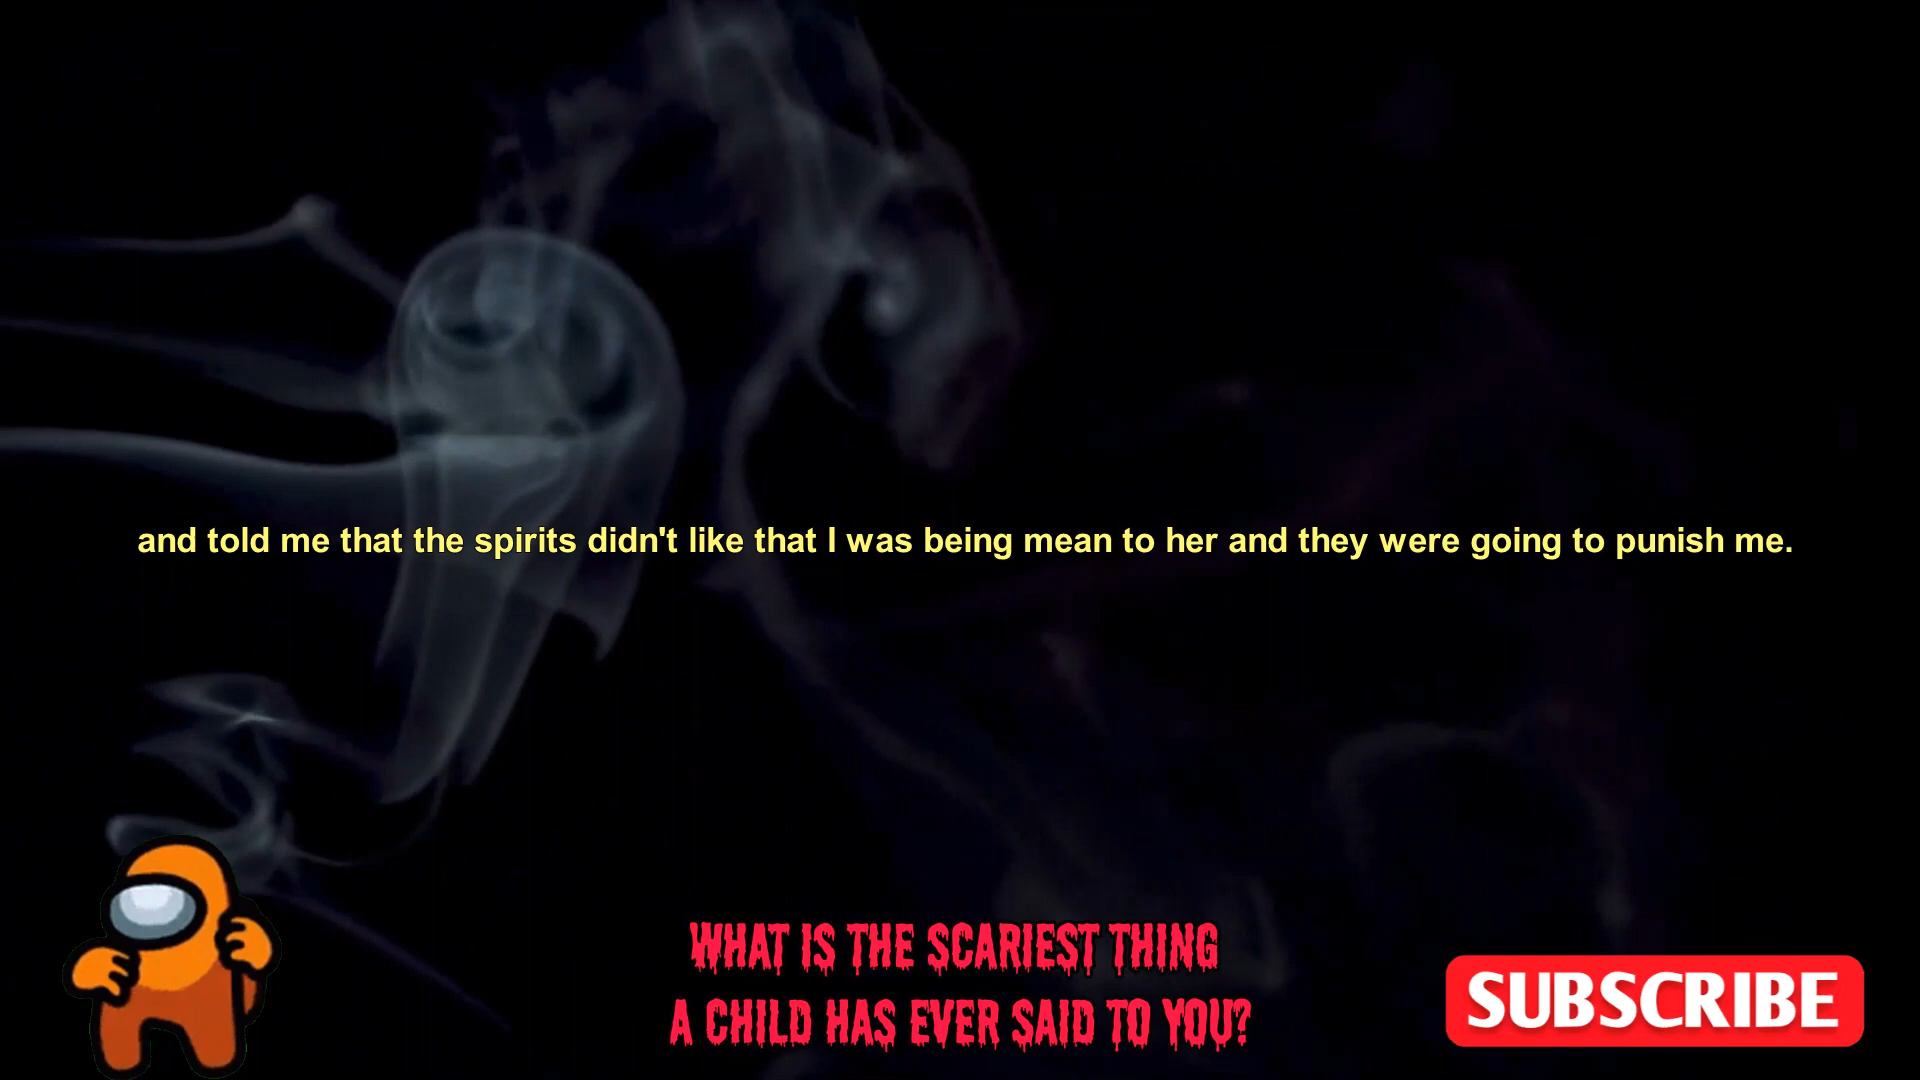 and told me that the spirits didn't like that I was being mean to her and they were going to punish me.
WHAT IS THE SCARIEST THING
A CHILD HAS EVER SAID TO YOU?
SUBSCRIBE